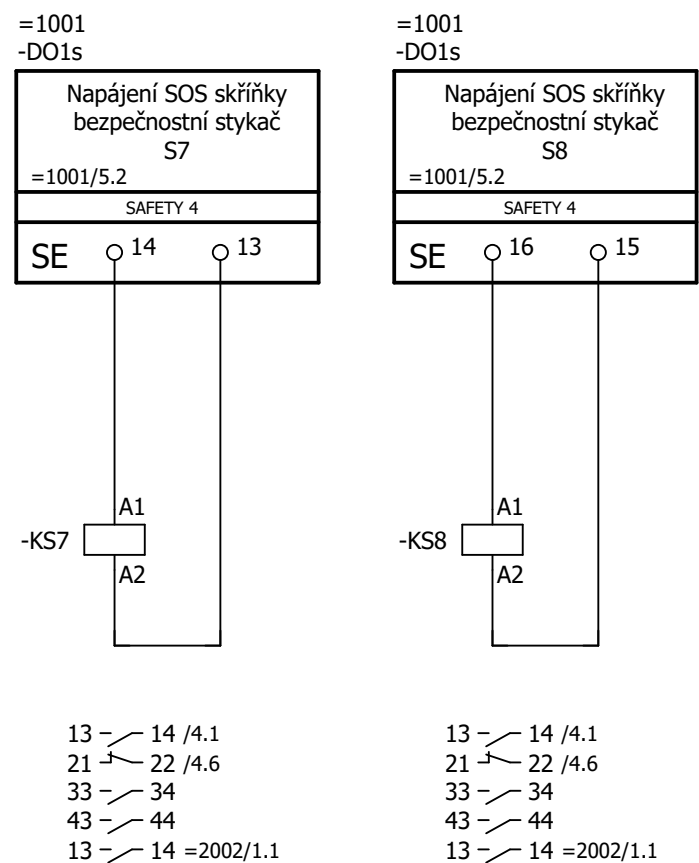 =1001
-DO1s
Napájení SOS skříňky
bezpečnostní stykač
S7
=1001/5.2
SAFETY 4
SE 14 13
A1
-KS7
A2
13 14 /4.1
21 22 /4.6
33 34
43 44
13 14 =2002/1.1
=1001
-DO1s
Napájení SOS skříňky
bezpečnostní stykač
S8
=1001/5.2
SAFETY 4
SE 16 15
A1
-KS8
A2
13 14 /4.1
21 22 /4.6
33 34
43 44
13 14 =2002/1.1